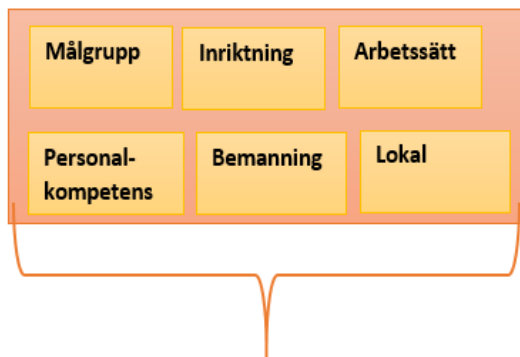 Målgrupp
Inriktning
Arbetssätt
Personal-
kompetens
Bemanning
Lokal